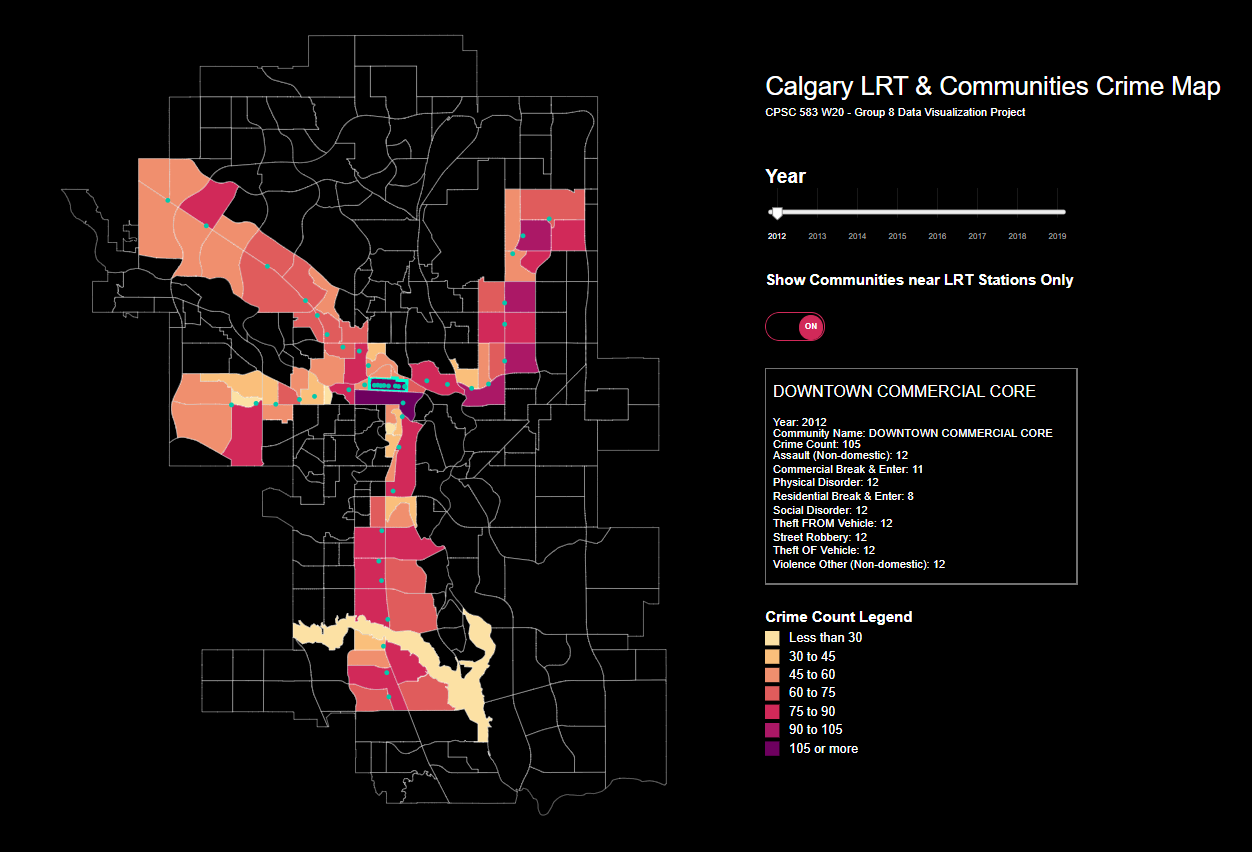 Calgary LRT & Communities Crime Map
CPSC 583 W20 - Group 8 Data Visualization Project
Year
2012 2013 2014 2015 2016 2017 2018 2019
Show Communities near LRT Stations Only
ON
DOWNTOWN COMMERCIAL CORE
Year: 2012
Community Name: DOWNTOWN COMMERCIAL CORE
Crime Count: 105
Assault (Non-domestic): 12
Commercial Break & Enter: 11
Physical Disorder: 12
Residential Break & Enter: 8
Social Disorder: 12
Theft FROM Vehicle: 12
Street Robbery: 12
Theft OF Vehicle: 12
Violence Other (Non-domestic): 12
Crime Count Legend
Less than 30
30 to 45
45 to 60
60 to 75
75 to 90
90 to 105
105 or more